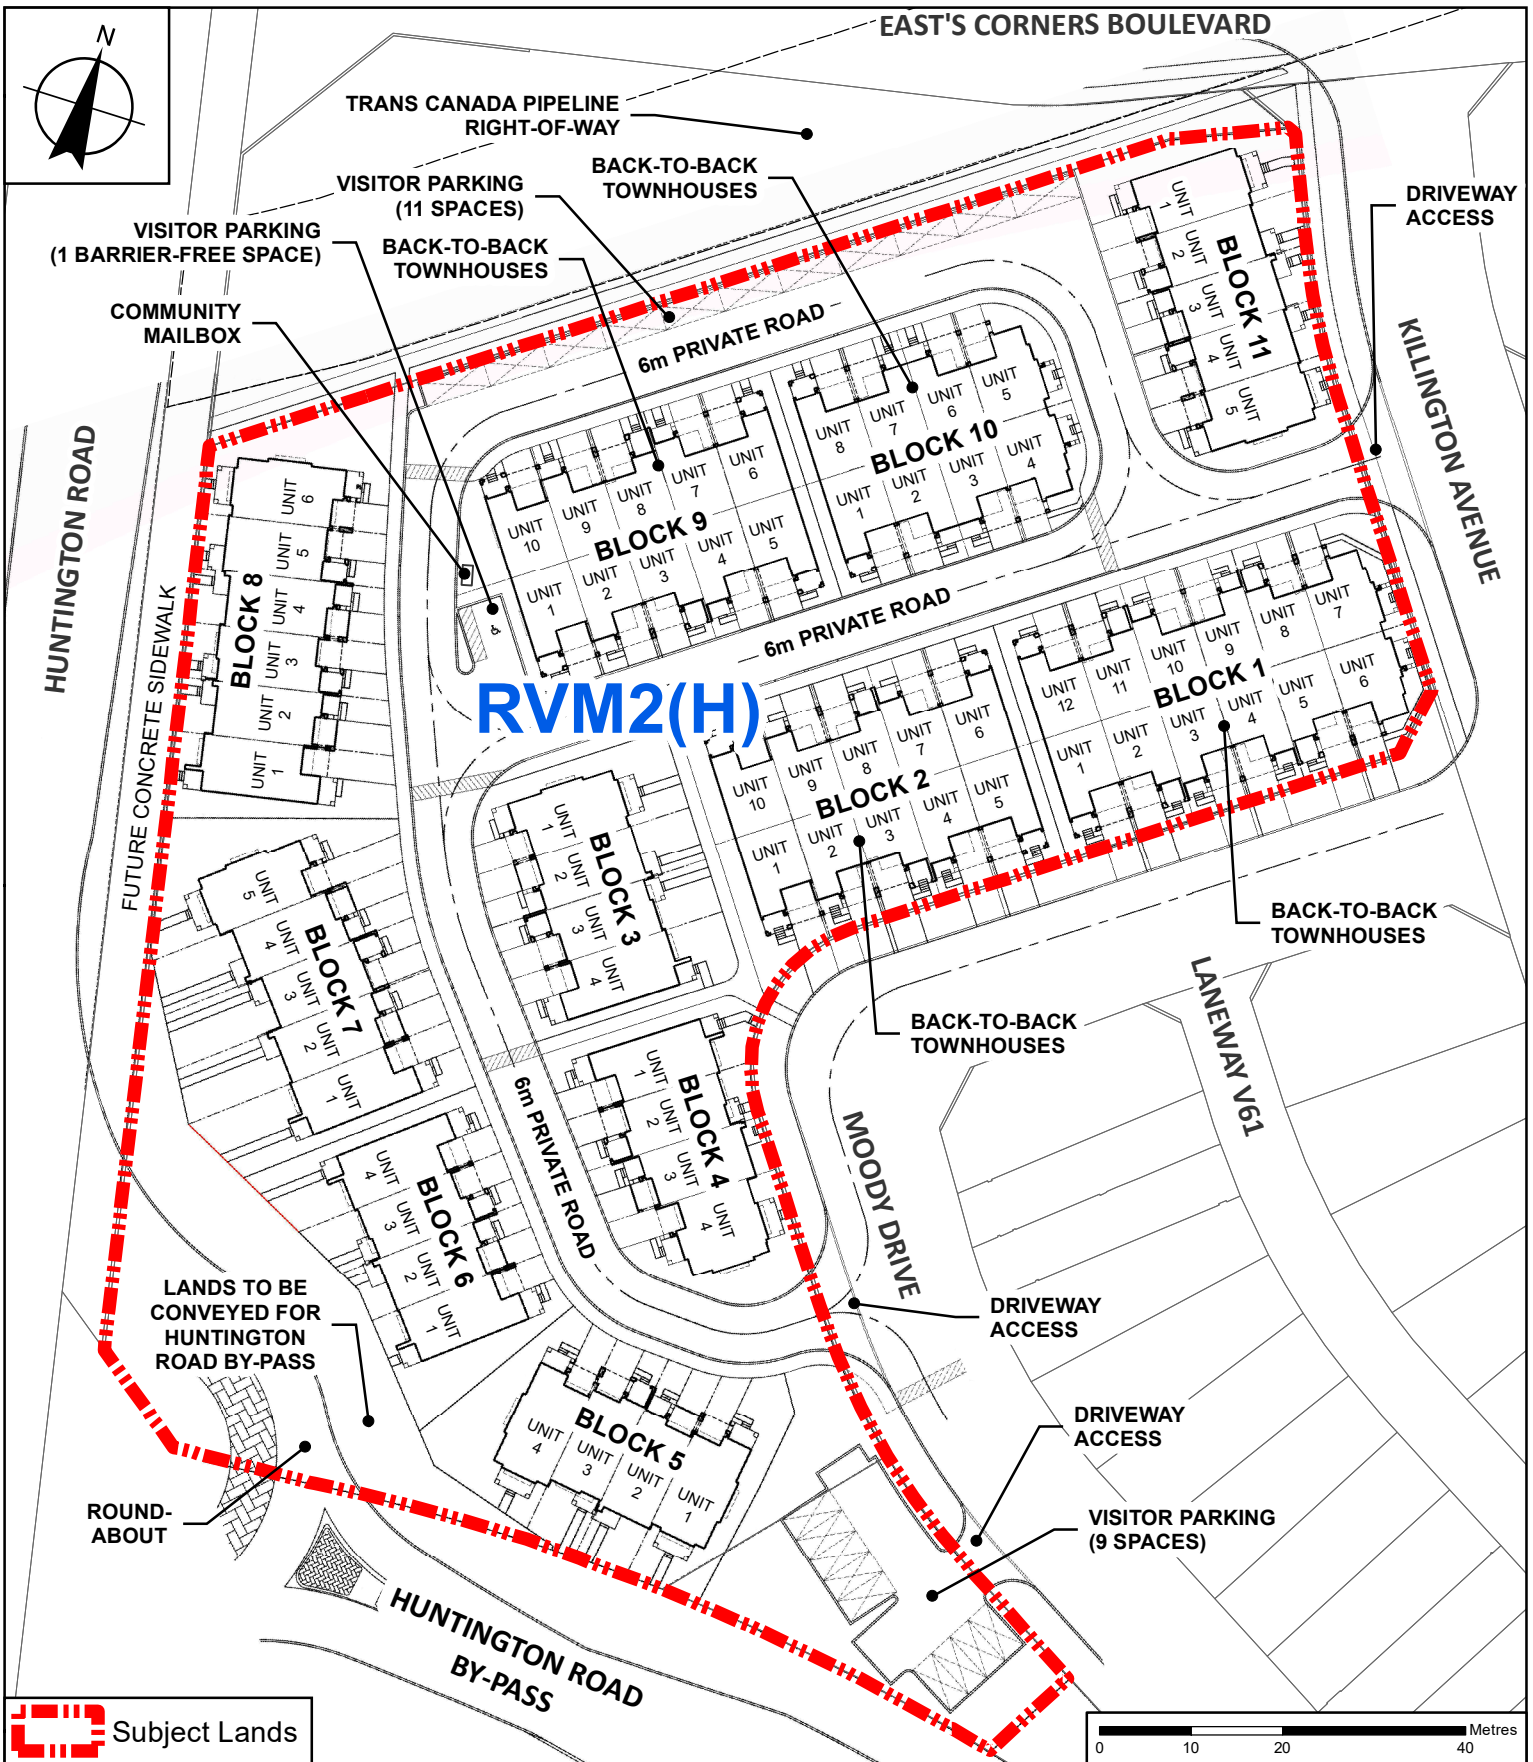 EAST'S CORNERS BOULEVARD
N
TRANS CANADA PIPELINE
RIGHT-OF-WAY
BACK-TO-BACK
TOWNHOUSES
VISITOR PARKING
(11 SPACES)
DRIVEWAY
ACCESS
VISITOR PARKING
(1 BARRIER-FREE SPACE)
BACK-TO-BACK
TOWNHOUSES
COMMUNITY
MAILBOX
6m PRIVATE ROAD
HUNTINGTON ROAD
KILLINGTON AVENUE
FUTURE CONCRETE SIDEWALK
BLOCK 11
UNIT 1
UNIT 2
UNIT 3
UNIT 4
UNIT 5
BLOCK 10
UNIT 8
UNIT 7
UNIT 6
UNIT 5
UNIT 1
UNIT 2
UNIT 3
UNIT 4
BLOCK 9
UNIT 10
UNIT 9
UNIT 8
UNIT 7
UNIT 6
UNIT 1
UNIT 2
UNIT 3
UNIT 4
UNIT 5
BLOCK 8
UNIT 6
UNIT 5
UNIT 4
UNIT 3
UNIT 2
UNIT 1
6m PRIVATE ROAD
RVM2(H)
BLOCK 1
UNIT 12
UNIT 11
UNIT 10
UNIT 9
UNIT 8
UNIT 7
UNIT 1
UNIT 2
UNIT 3
UNIT 4
UNIT 5
UNIT 6
BLOCK 2
UNIT 10
UNIT 9
UNIT 8
UNIT 7
UNIT 6
UNIT 1
UNIT 2
UNIT 3
UNIT 4
UNIT 5
BLOCK 3
UNIT 1
UNIT 2
UNIT 3
UNIT 4
BLOCK 7
UNIT 5
UNIT 4
UNIT 3
UNIT 2
UNIT 1
BACK-TO-BACK
TOWNHOUSES
BACK-TO-BACK
TOWNHOUSES
LANEWAY V61
MOODY DRIVE
BLOCK 4
UNIT 1
UNIT 2
UNIT 3
UNIT 4
6m PRIVATE ROAD
BLOCK 6
UNIT 4
UNIT 3
UNIT 2
UNIT 1
LANDS TO BE
CONVEYED FOR
HUNTINGTON
ROAD BY-PASS
DRIVEWAY
ACCESS
BLOCK 5
UNIT 4
UNIT 3
UNIT 2
UNIT 1
DRIVEWAY
ACCESS
ROUND-
ABOUT
VISITOR PARKING
(9 SPACES)
HUNTINGTON ROAD
BY-PASS
Subject Lands
Metres
0 10 20 40